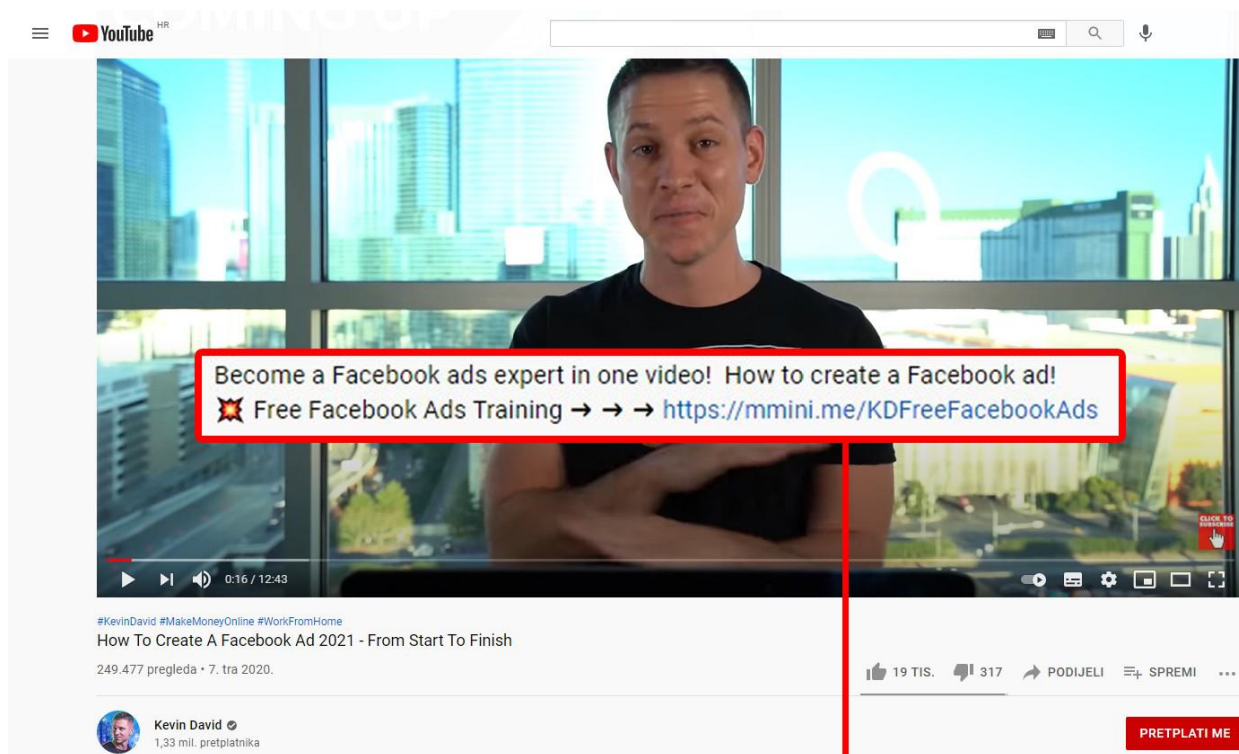 COMING UP
YouTube HR
Become a Facebook ads expert in one video! How to create a Facebook ad!
💥 Free Facebook Ads Training → → → https://mmini.me/KDFreeFacebookAds
CLICK TO
SUBSCRIBE
0:16 / 12:43
#KevinDavid #MakeMoneyOnline #WorkFromHome
How To Create A Facebook Ad 2021 - From Start To Finish
249.477 pregleda • 7. tra 2020.
19 TIS. 317 PODIJELI SPREMI ...
Kevin David
1,33 mil. pretplatnika
PRETPLATI ME